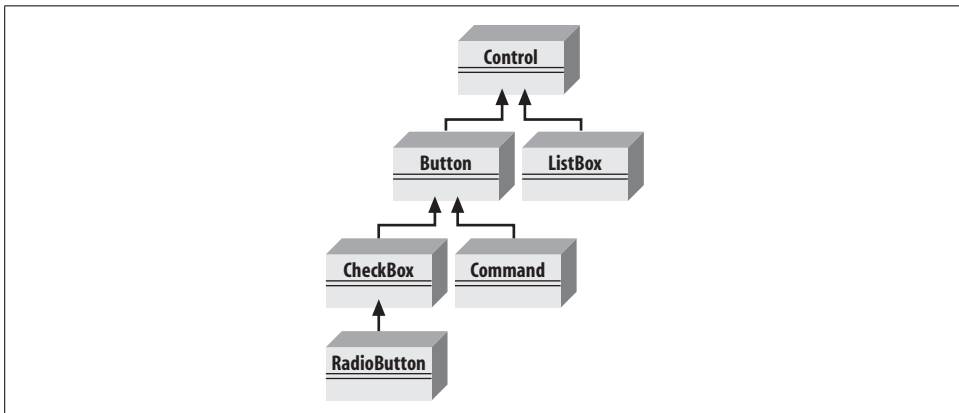 Control
Button
ListBox
CheckBox
Command
RadioButton